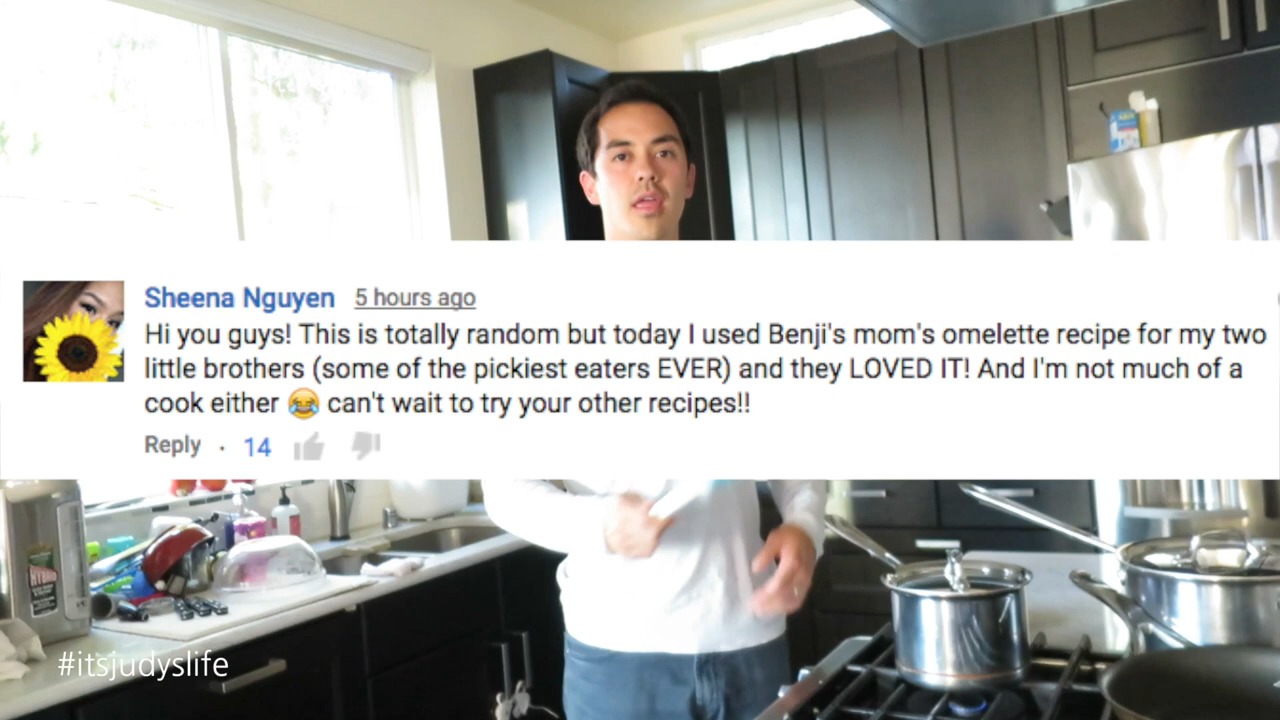 Sheena Nguyen 5 hours ago
Hi you guys! This is totally random but today I used Benji's mom's omelette recipe for my two
little brothers (some of the pickiest eaters EVER) and they LOVED IT! And I'm not much of a
cook either 😂 can't wait to try your other recipes!!
Reply · 14
HYBRID
#itsjudyslife